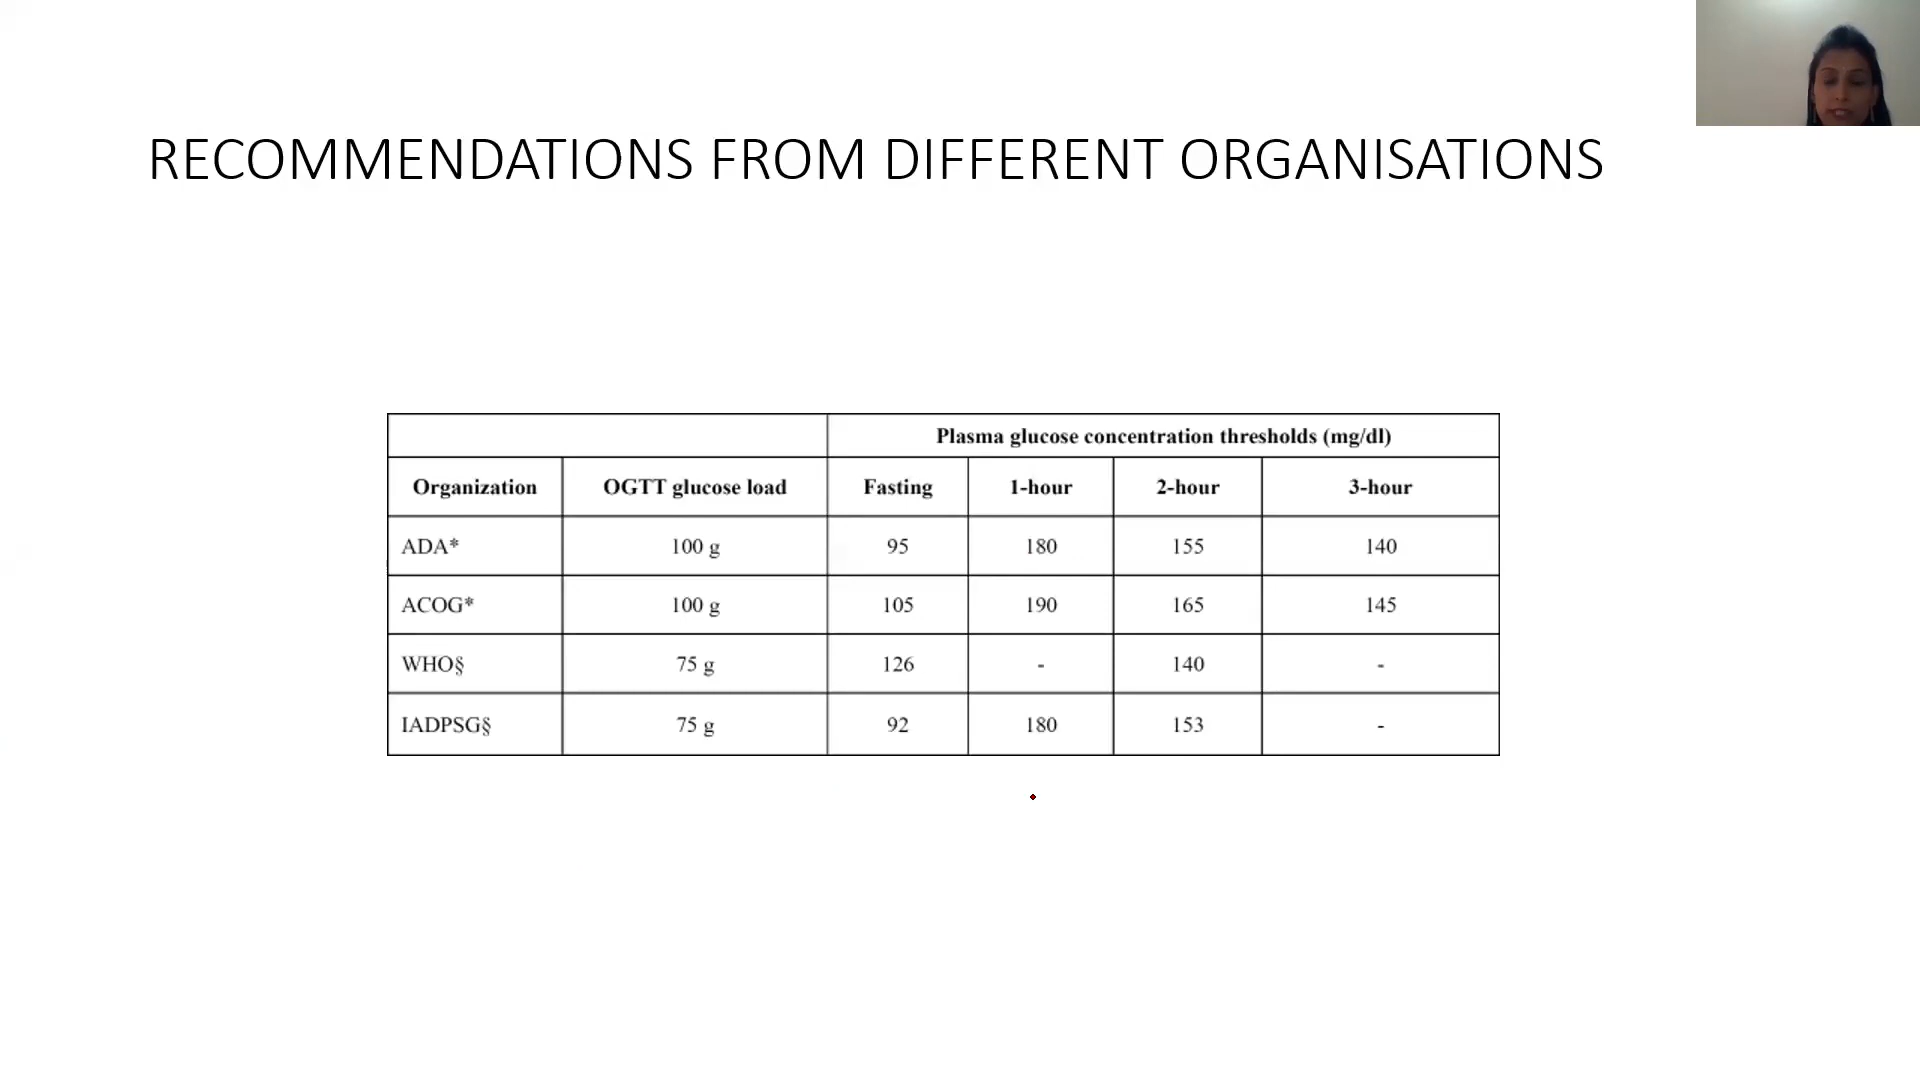 RECOMMENDATIONS FROM DIFFERENT ORGANISATIONS
Plasma glucose concentration thresholds (mg/dl)
Organization OGTT glucose load Fasting 1-hour 2-hour 3-hour
ADA* 100 g 95 180 155 140
ACOG* 100 g 105 190 165 145
WHO§ 75 g 126 - 140 -
IADPSG§ 75 g 92 180 153 -